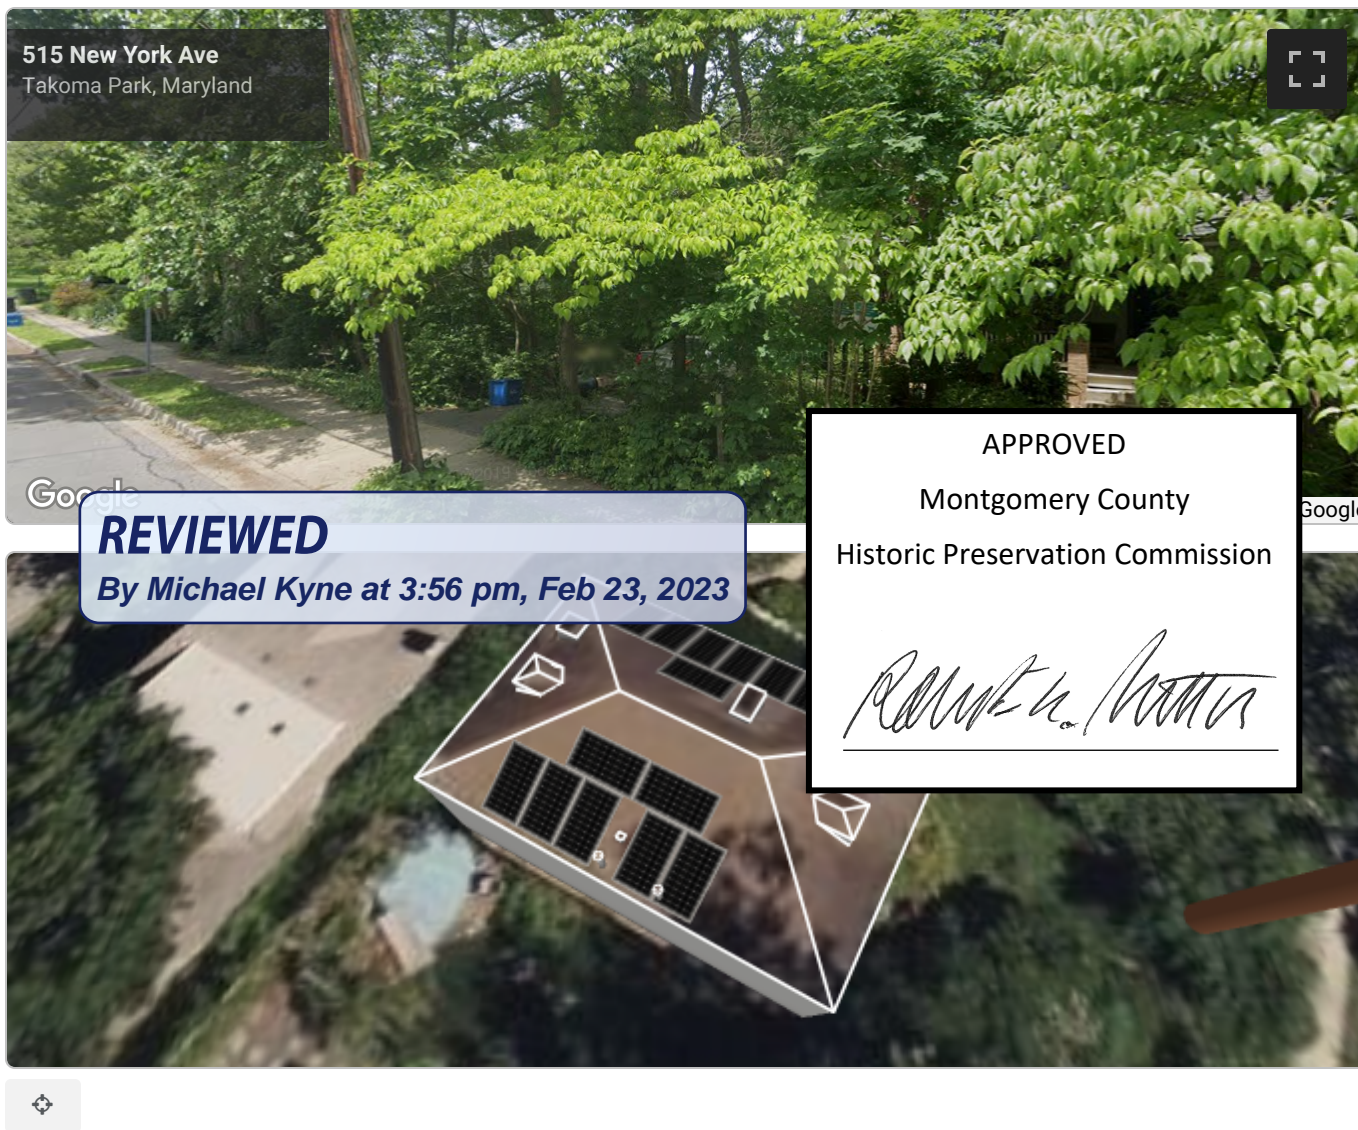 515 New York Ave
Takoma Park, Maryland
APPROVED
Montgomery County
Historic Preservation Commission
Google
Google
REVIEWED
By Michael Kyne at 3:56 pm, Feb 23, 2023